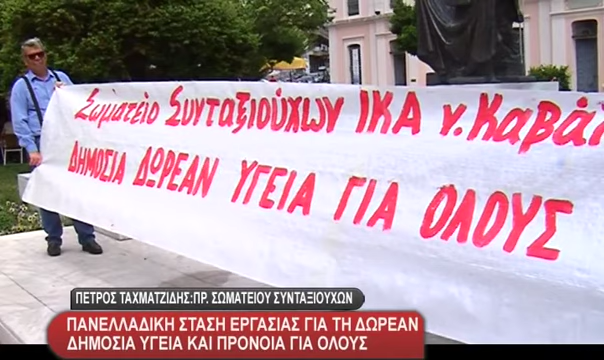 Σωματείο Συνταξιούχων ΙΚΑ ν. Καβάλ
ΔΗΜΟΣΙΑ ΔΩΡΕΑΝ ΥΓΕΙΑ ΓΙΑ ΟΛΟΥΣ
ΠΕΤΡΟΣ ΤΑΧΜΑΤΖΙΔΗΣ:ΠΡ. ΣΩΜΑΤΕΙΟΥ ΣΥΝΤΑΞΙΟΥΧΩΝ
ΠΑΝΕΛΛΑΔΙΚΗ ΣΤΑΣΗ ΕΡΓΑΣΙΑΣ ΓΙΑ ΤΗ ΔΩΡΕΑΝ
ΔΗΜΟΣΙΑ ΥΓΕΙΑ ΚΑΙ ΠΡΟΝΟΙΑ ΓΙΑ ΟΛΟΥΣ